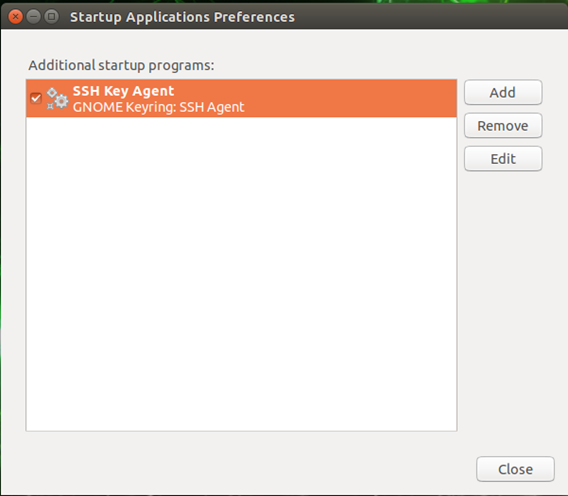 Startup Applications Preferences
Additional startup programs:
SSH Key Agent
GNOME Keyring: SSH Agent
Add
Remove
Edit
Close